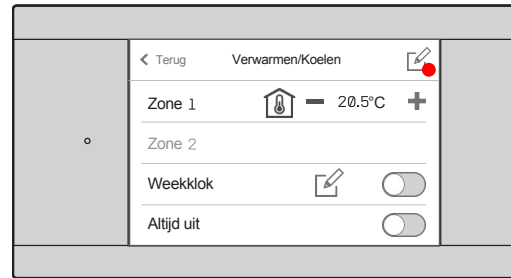 Terug Verwarmen/Koelen
Zone 1 20.5°C
Zone 2
Weekklok
Altijd uit